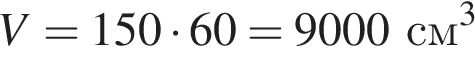 V = 150 · 60 = 9000 см³